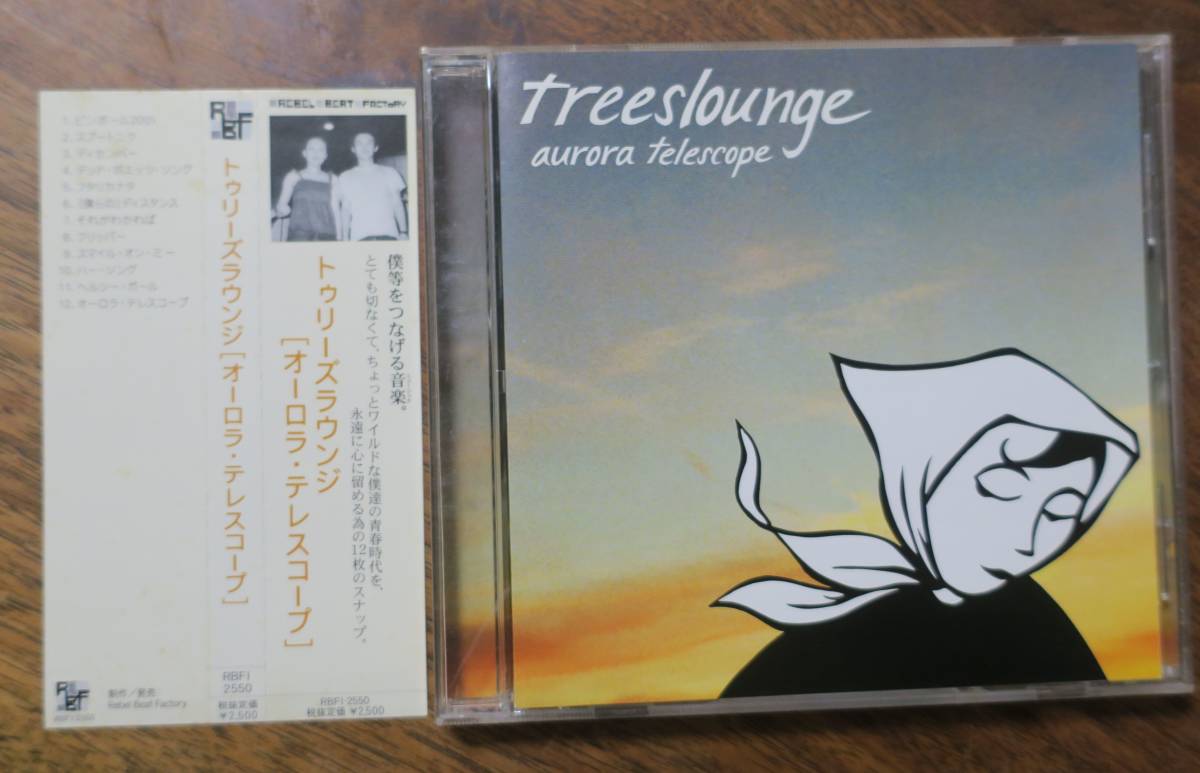 1. ピンボール2001
2. スプートニク
3. ディセンバー
4. デッド・ポエッツ・ソング
5. フタリカナタ
6. (僕らの)ディスタンス
7. それがわかれば
8. フリッパー
9. スマイル・オン・ミー
10. ハー・ソング
11. ヘルシー・ガール
12. オーロラ・テレスコープ
RBF
RBFI-2550
制作/発売
Rebel Beat Factory
RBF
トゥリーズラウンジ[オーロラ・テレスコープ]
RBFI
2550
税抜定価
¥2,500
REBEL BEAT FACTORY
僕等をつなげる音楽。
とても切なくて、ちょっとワイルドな僕達の青春時代を、
永遠に心に留める為の12枚のスナップ。
トゥリーズラウンジ
[オーロラ・テレスコープ]
RBFI-2550
税抜定価 ¥2,500
treeslounge
aurora telescope